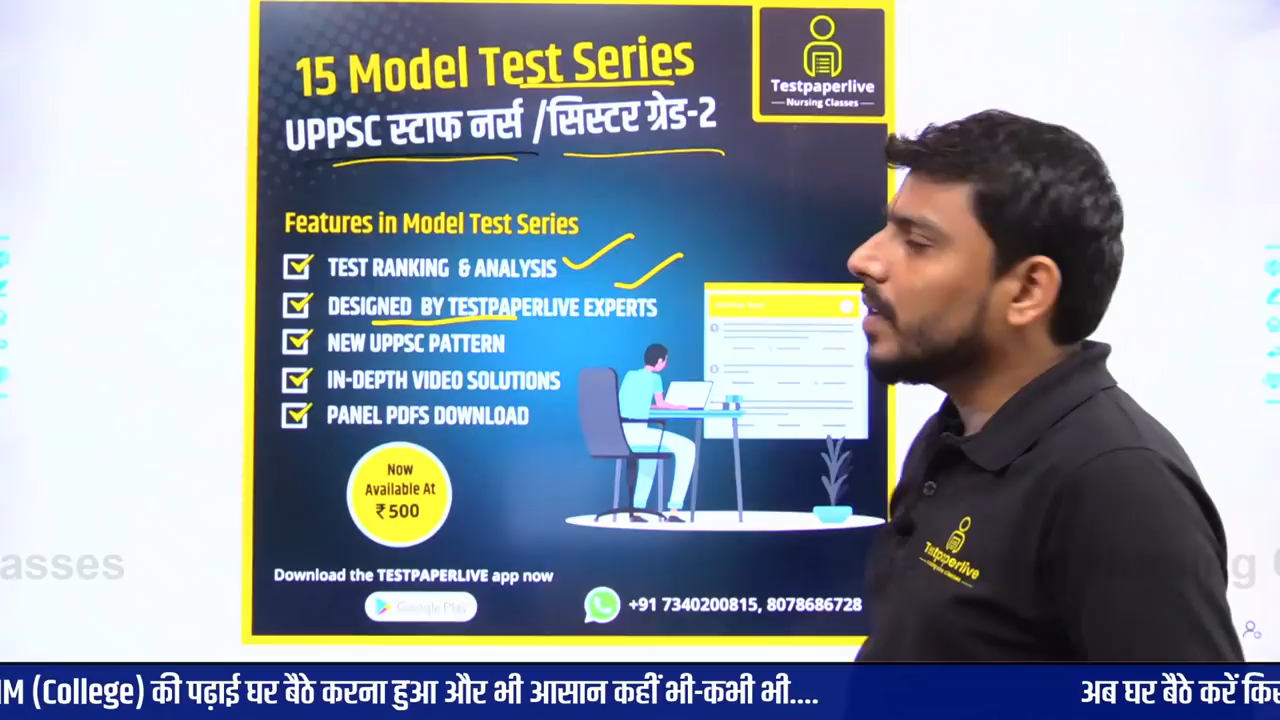 15 Model Test Series
UPPSC स्टाफ नर्स /सिस्टर ग्रेड-2
Testpaperlive
Nursing Classes
Features in Model Test Series
TEST RANKING & ANALYSIS
DESIGNED BY TESTPAPERLIVE EXPERTS
NEW UPPSC PATTERN
IN-DEPTH VIDEO SOLUTIONS
PANEL PDFS DOWNLOAD
Now
Available At
₹500
Download the TESTPAPERLIVE app now
Google Play
+91 7340200815, 8078686728
Testpaperlive
asses
g
IM (College) की पढ़ाई घर बैठे करना हुआ और भी आसान कहीं भी-कभी भी....
अब घर बैठे करें